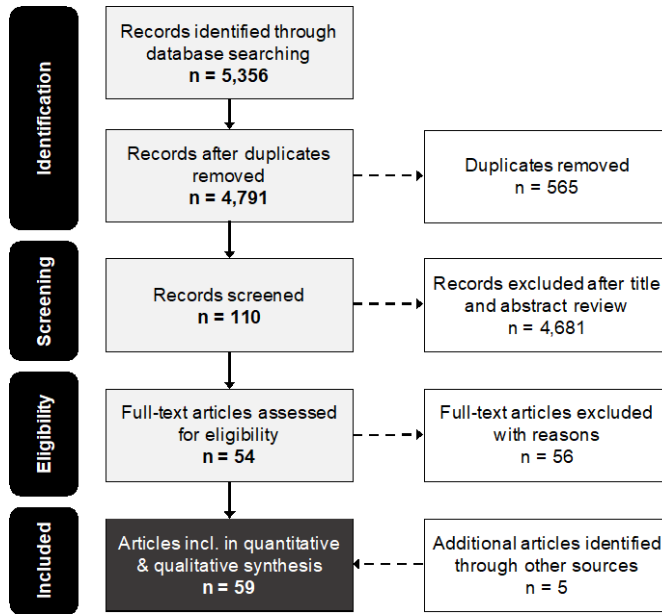 Identification
Records identified through
database searching
n = 5,356
Records after duplicates
removed
n = 4,791
Duplicates removed
n = 565
Screening
Records screened
n = 110
Records excluded after title
and abstract review
n = 4,681
Eligibility
Full-text articles assessed
for eligibility
n = 54
Full-text articles excluded
with reasons
n = 56
Included
Articles incl. in quantitative
& qualitative synthesis
n = 59
Additional articles identified
through other sources
n = 5